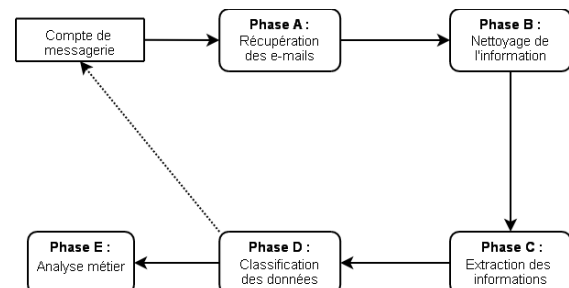 Compte de
messagerie
Phase A :
Récupération
des e-mails
Phase B :
Nettoyage de
l'information
Phase E :
Analyse métier
Phase D :
Classification
des données
Phase C :
Extraction des
informations